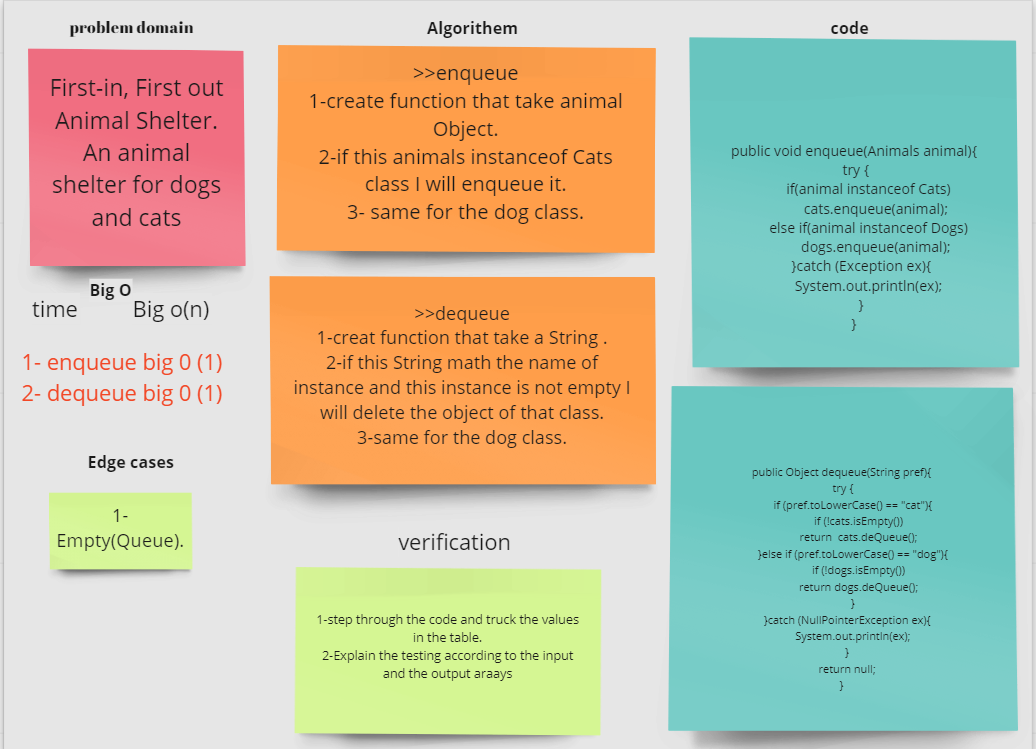 problem domain
First-in, First out
Animal Shelter.
An animal
shelter for dogs
and cats
Big O
time Big o(n)
1- enqueue big 0 (1)
2- dequeue big 0 (1)
Edge cases
1-
Empty(Queue).
Algorithem
>>enqueue
1-create function that take animal
Object.
2-if this animals instanceof Cats
class I will enqueue it.
3- same for the dog class.
>>dequeue
1-creat function that take a String .
2-if this String math the name of
instance and this instance is not empty I
will delete the object of that class.
3-same for the dog class.
verification
1-step through the code and truck the values
in the table.
2-Explain the testing according to the input
and the output araays
code
public void enqueue(Animals animal){
try {
if(animal instanceof Cats)
cats.enqueue(animal);
else if(animal instanceof Dogs)
dogs.enqueue(animal);
}catch (Exception ex){
System.out.println(ex);
}
}
public Object dequeue(String pref){
try {
if (pref.toLowerCase() == "cat"){
if (!cats.isEmpty())
return cats.deQueue();
}else if (pref.toLowerCase() == "dog"){
if (!dogs.isEmpty())
return dogs.deQueue();
}
}catch (NullPointerException ex){
System.out.println(ex);
}
return null;
}